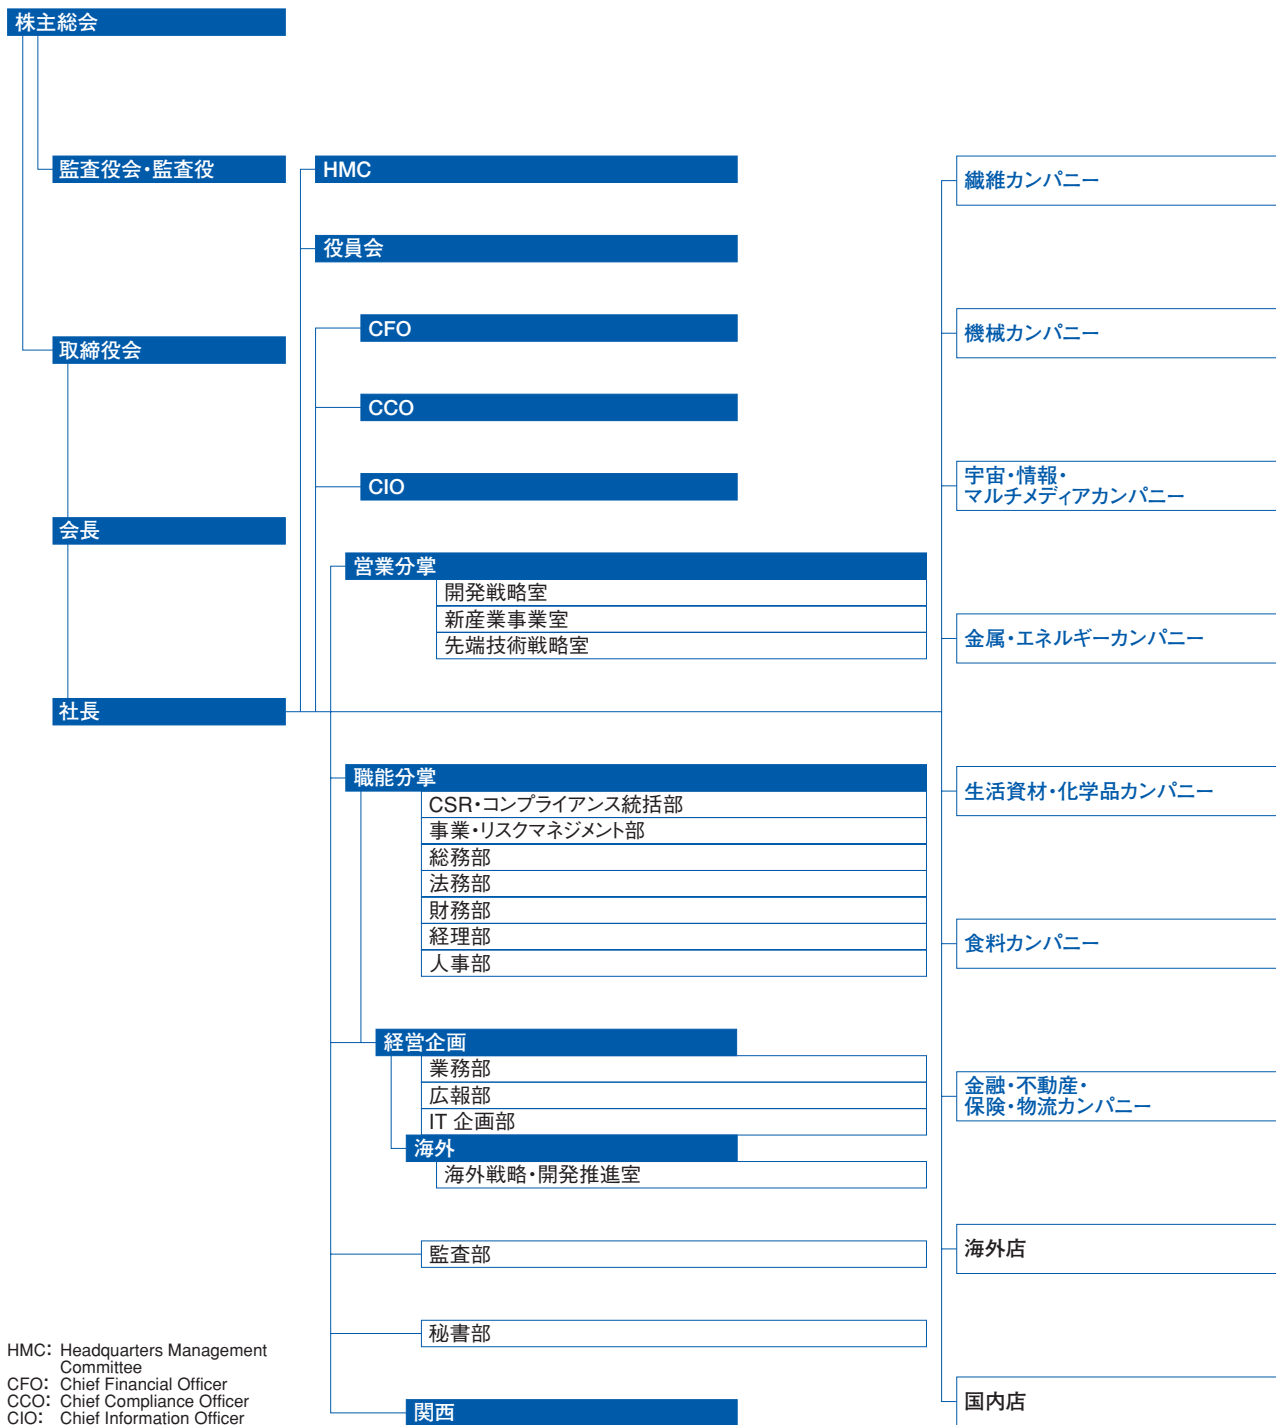 株主総会
監査役会・監査役
取締役会
会長
社長
HMC
役員会
CFO
CCO
CIO
営業分掌
開発戦略室
新産業事業室
先端技術戦略室
職能分掌
CSR・コンプライアンス統括部
事業・リスクマネジメント部
総務部
法務部
財務部
経理部
人事部
経営企画
業務部
広報部
IT 企画部
海外
海外戦略・開発推進室
監査部
秘書部
関西
繊維カンパニー
機械カンパニー
宇宙・情報・
マルチメディアカンパニー
金属・エネルギーカンパニー
生活資材・化学品カンパニー
食料カンパニー
金融・不動産・
保険・物流カンパニー
海外店
国内店
HMC: Headquarters Management
Committee
CFO: Chief Financial Officer
CCO: Chief Compliance Officer
CIO: Chief Information Officer